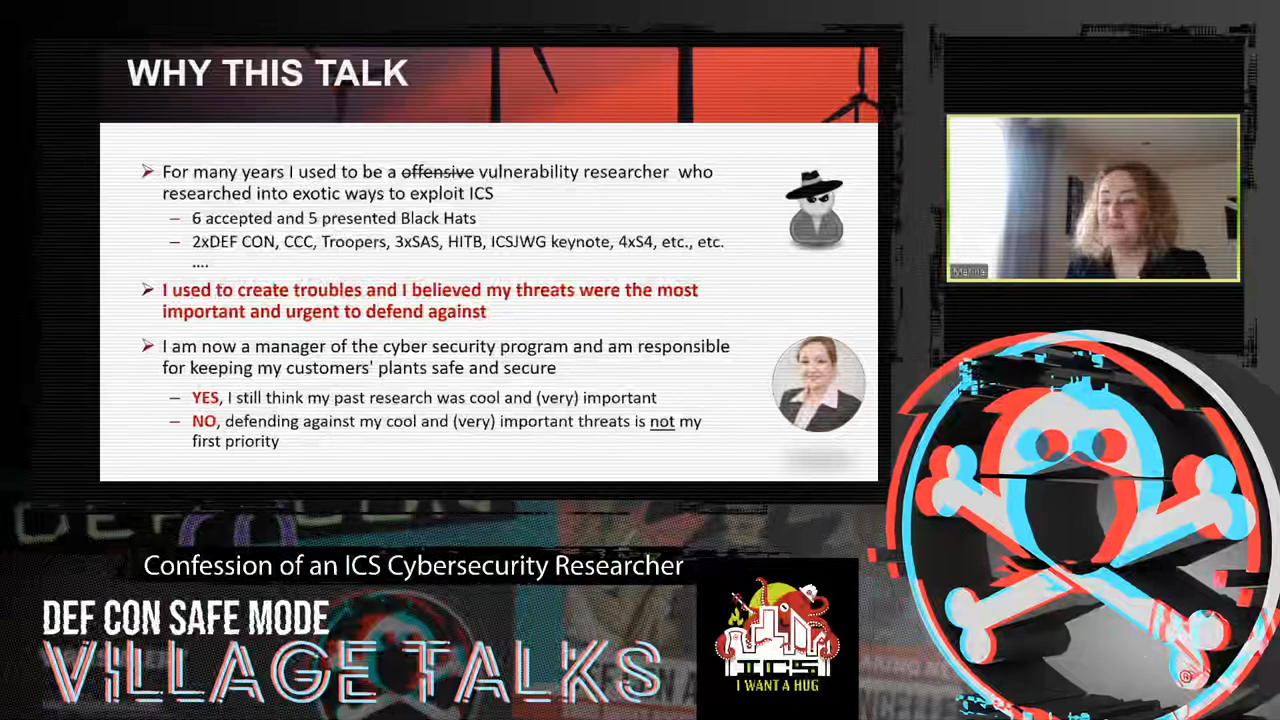 WHY THIS TALK
➢ For many years I used to be a offensive vulnerability researcher who
researched into exotic ways to exploit ICS
– 6 accepted and 5 presented Black Hats
– 2xDEF CON, CCC, Troopers, 3xSAS, HITB, ICSJWG keynote, 4xS4, etc., etc.
....
➢ I used to create troubles and I believed my threats were the most
important and urgent to defend against
➢ I am now a manager of the cyber security program and am responsible
for keeping my customers' plants safe and secure
– YES, I still think my past research was cool and (very) important
– NO, defending against my cool and (very) important threats is not my
first priority
Marina
Confession of an ICS Cybersecurity Researcher
DEF CON SAFE MODE
VILLAGE TALKS
ICS
I WANT A HUG
®